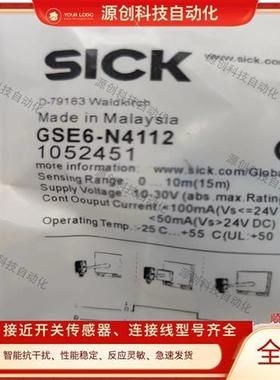 YOUR LOGO
源创科技自动化
SICK
D-79183 Waldkirch
Made in Malaysia
GSE6-N4112
1052451
more information: www.sick.com/Global
Sensing Range: 0 ... 10m(15m)
Supply Voltage: 10-30V (abs.max.Rating
Cont Ooutput Current:<100mA(Vs<=24V
<50mA(Vs>24V DC)
Operating Temp.:-25 C...+55 C(UL:+50
接近开关传感器、连接线型号齐全
智能抗干扰、性能稳定、反应灵敏、急速发货
顺